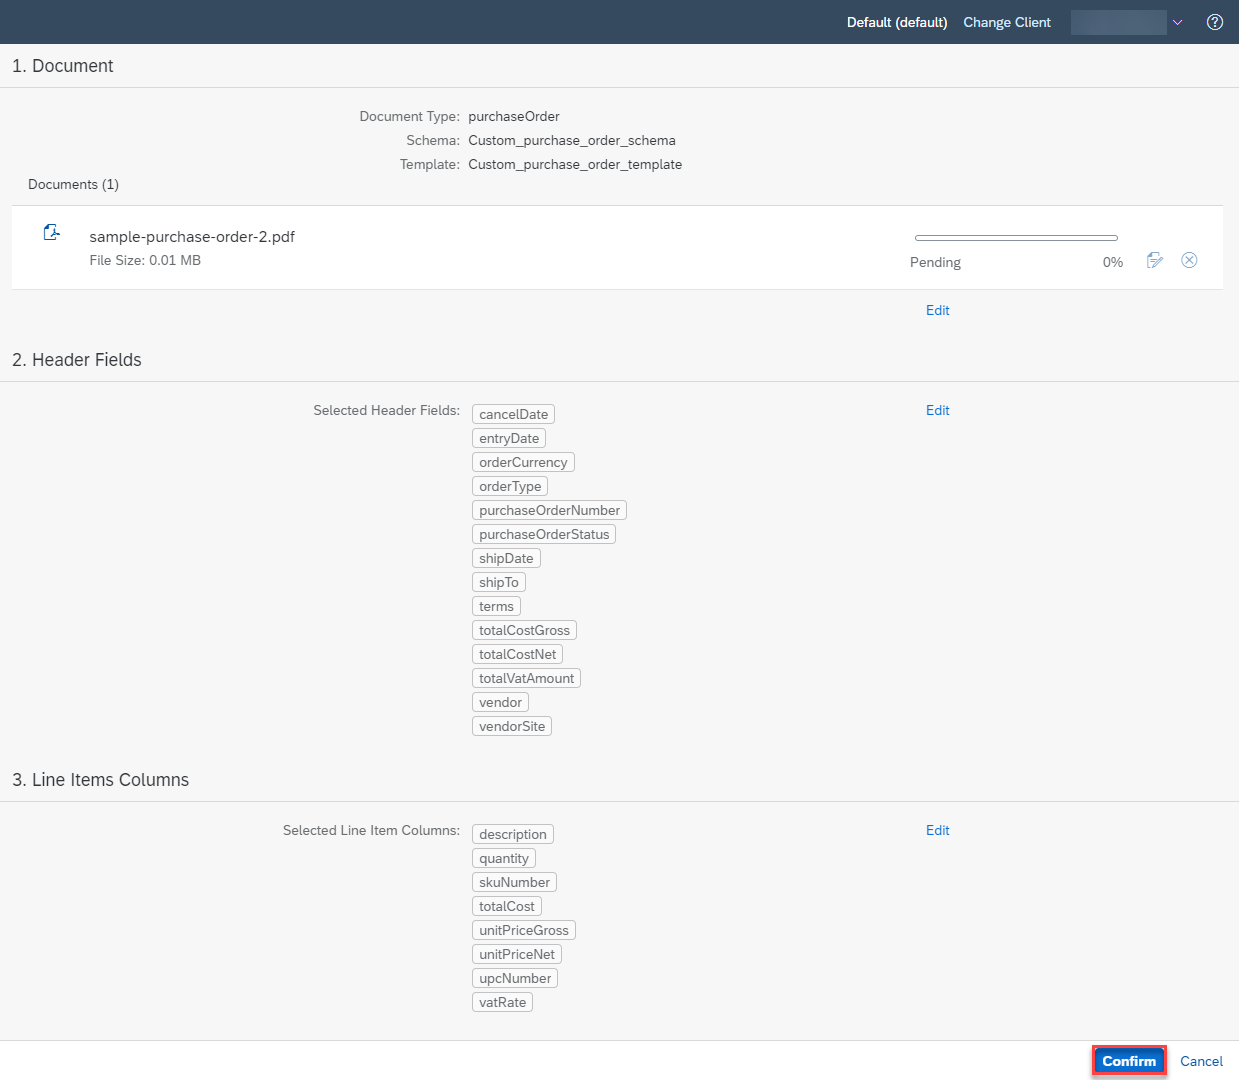 Default (default) Change Client
1. Document
Document Type: purchaseOrder
Schema: Custom_purchase_order_schema
Template: Custom_purchase_order_template
Documents (1)
sample-purchase-order-2.pdf
File Size: 0.01 MB
Pending 0%
Edit
2. Header Fields
Selected Header Fields: cancelDate Edit
entryDate
orderCurrency
orderType
purchaseOrderNumber
purchaseOrderStatus
shipDate
shipTo
terms
totalCostGross
totalCostNet
totalVatAmount
vendor
vendorSite
3. Line Items Columns
Selected Line Item Columns: description Edit
quantity
skuNumber
totalCost
unitPriceGross
unitPriceNet
upcNumber
vatRate
Confirm Cancel